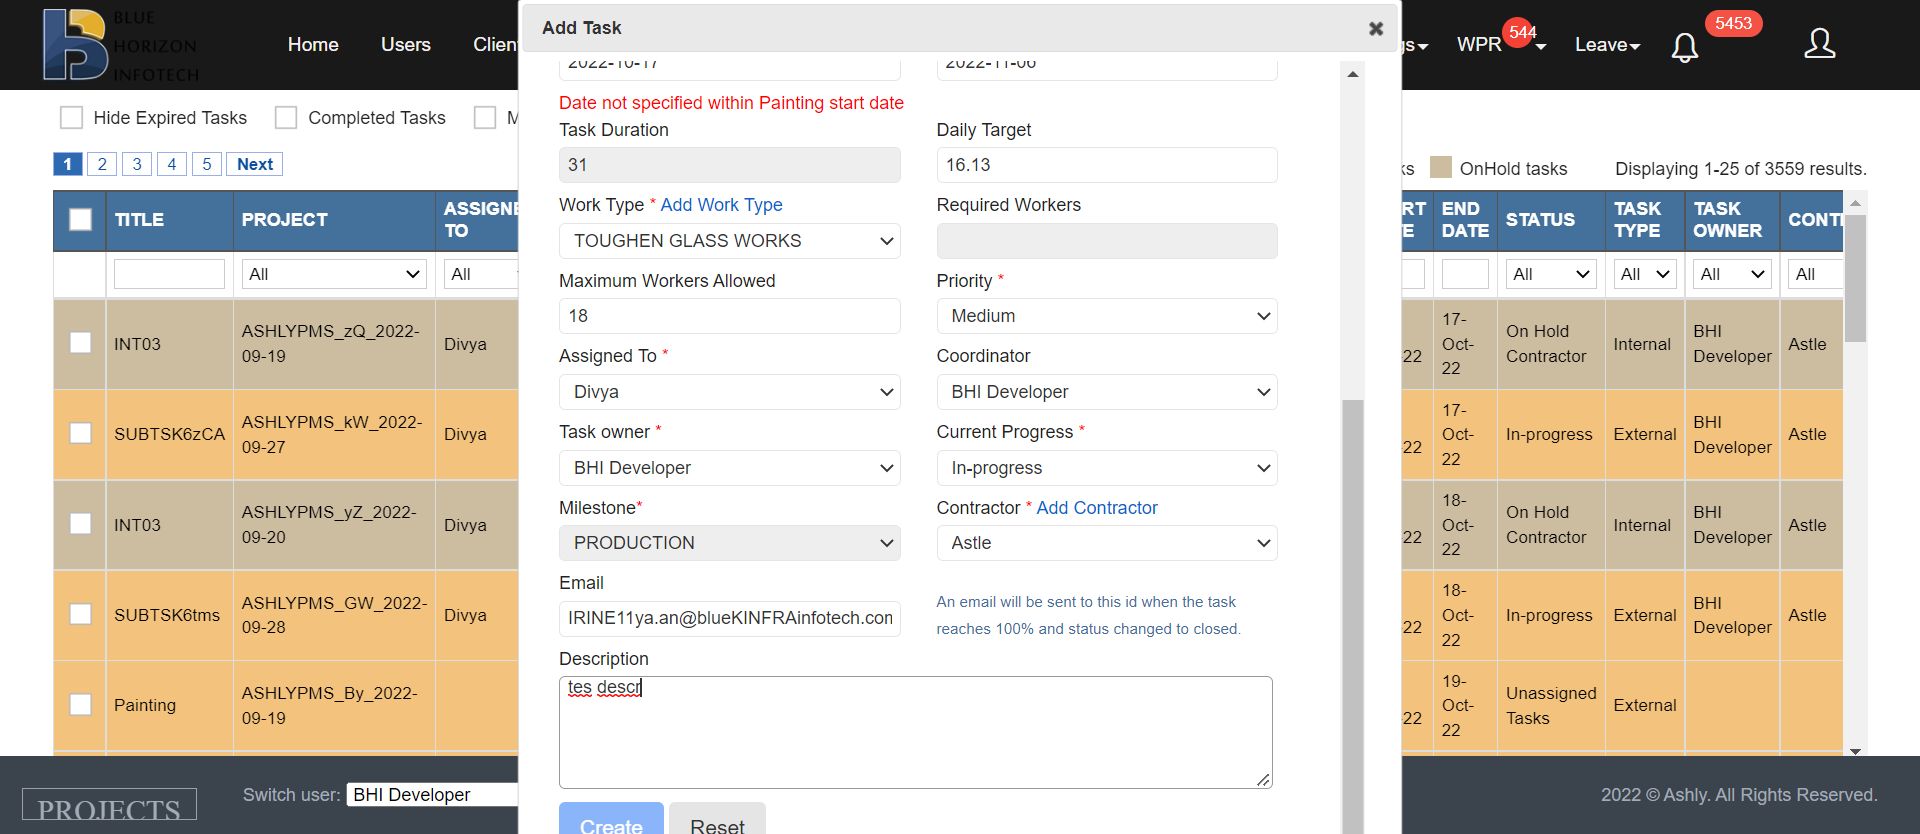 BLUE
HORIZON
INFOTECH
Home Users WPR 544 Leave 5453
Add Task
Hide Expired Tasks Completed Tasks
1 2 3 4 5 Next
OnHold tasks Displaying 1-25 of 3559 results.
2022-10-17 2022-11-06
Date not specified within Painting start date
Task Duration Daily Target
31 16.13
Work Type * Add Work Type Required Workers
TOUGHEN GLASS WORKS
Maximum Workers Allowed Priority *
18 Medium
Assigned To * Coordinator
Divya BHI Developer
Task owner * Current Progress *
BHI Developer In-progress
Milestone* Contractor * Add Contractor
PRODUCTION Astle
Email
IRINE11ya.an@blueKINFRAinfotech.con
An email will be sent to this id when the task
reaches 100% and status changed to closed.
Description
tes descr
Create Reset
TITLE PROJECT TO END DATE STATUS TASK TYPE TASK OWNER
All All All All All All
INT03 ASHLYPMS_zQ_2022-
09-19 Divya 22 17-
Oct-
22 On Hold
Contractor Internal BHI
Developer Astle
SUBTSK6zCA ASHLYPMS_kW_2022-
09-27 Divya 22 17-
Oct-
22 In-progress External BHI
Developer Astle
INT03 ASHLYPMS_yZ_2022-
09-20 Divya 22 18-
Oct-
22 On Hold
Contractor Internal BHI
Developer Astle
SUBTSK6tms ASHLYPMS_GW_2022-
09-28 Divya 22 18-
Oct-
22 In-progress External BHI
Developer Astle
Painting ASHLYPMS_By_2022-
09-19 22 19-
Oct-
22 Unassigned
Tasks External
PROJECTS Switch user: BHI Developer 2022 © Ashly. All Rights Reserved.